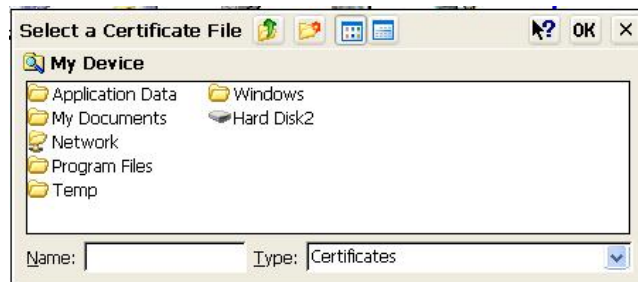 Select a Certificate File ? OK ×
My Device
Application Data Windows
My Documents Hard Disk2
Network
Program Files
Temp
Name: Type: Certificates